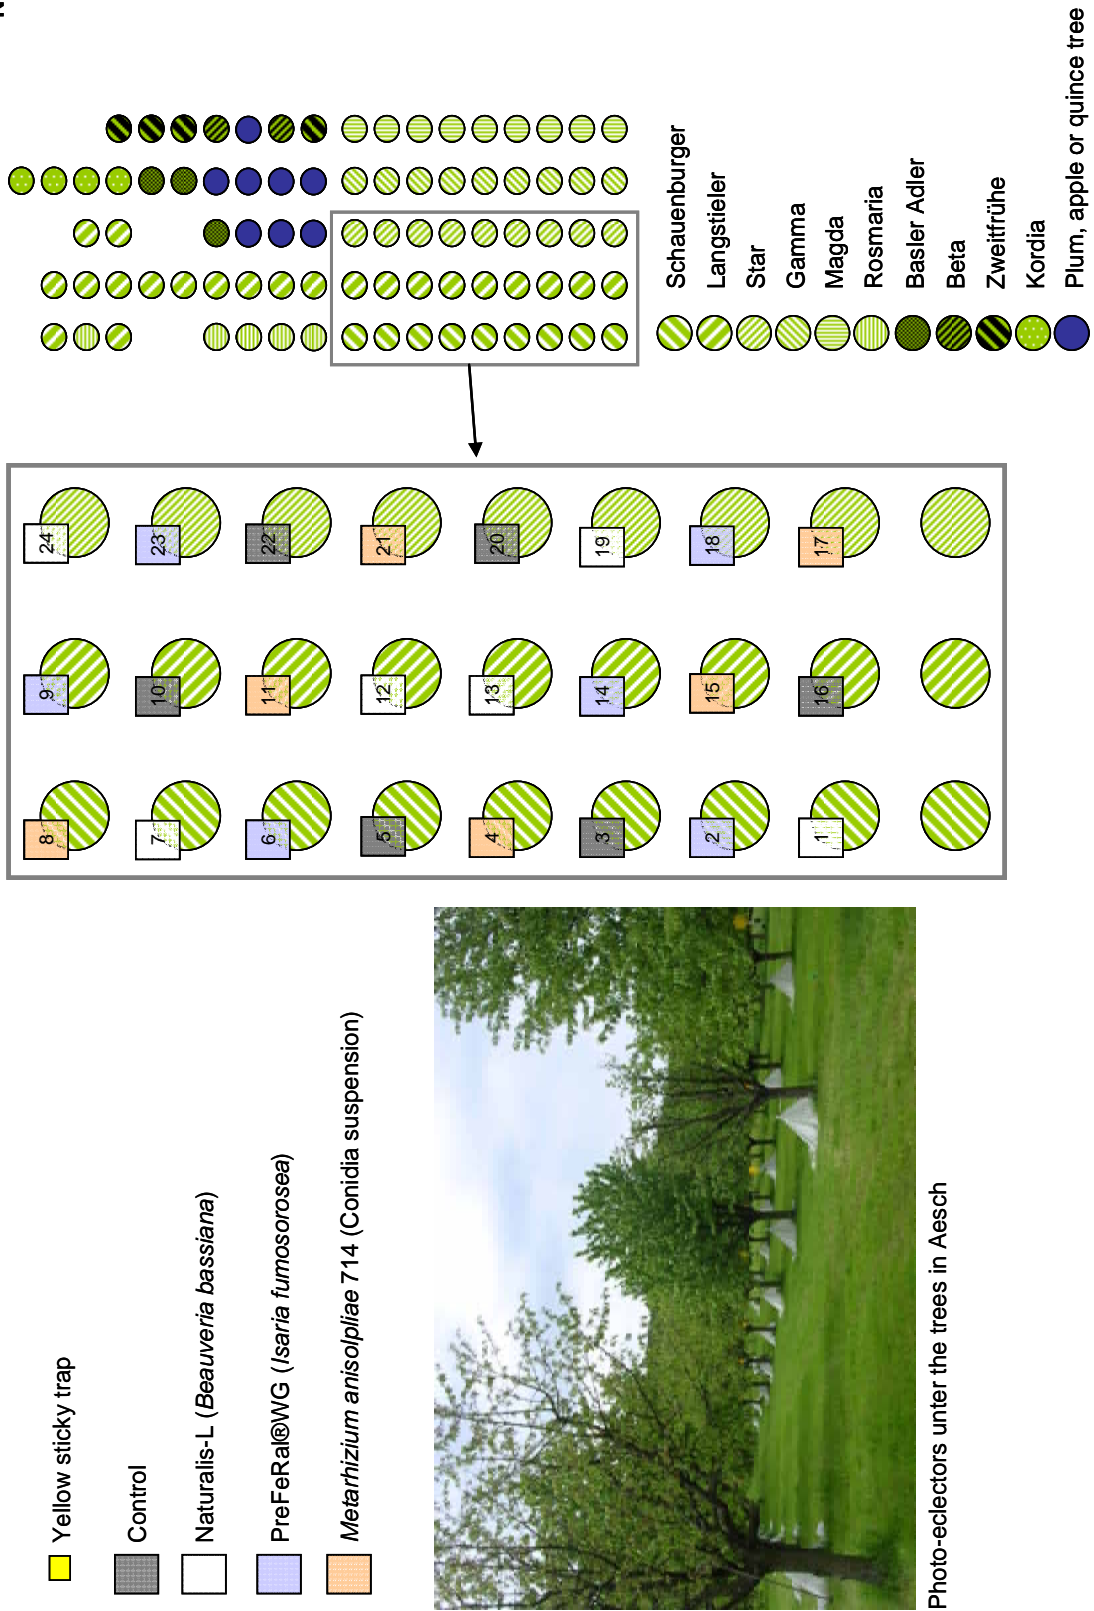 N
Yellow sticky trap
Control
Naturalis-L (Beauveria bassiana)
PreFeRal®WG (Isaria fumosorosea)
Metarhizium anisolpliae 714 (Conidia suspension)
8
7
6
5
4
3
2
1
9
10
11
12
13
14
15
16
24
23
22
21
20
19
18
17
Schauenburger
Langstieler
Star
Gamma
Magda
Rosmaria
Basler Adler
Beta
Zweitfrühe
Kordia
Plum, apple or quince tree
Photo-eclectors unter the trees in Aesch